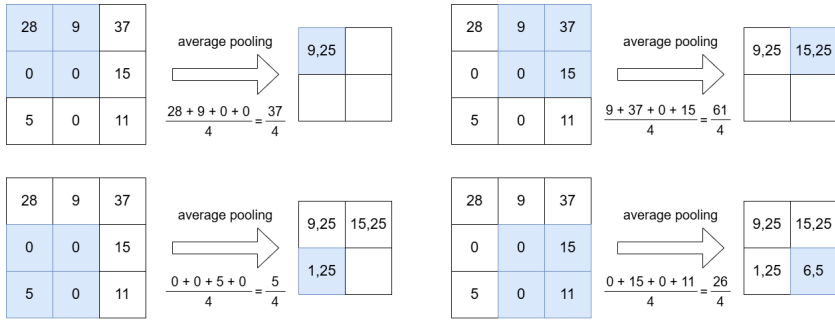 28 9 37
0 0 15
5 0 11
average pooling
28 + 9 + 0 + 0 / 4 = 37 / 4
9,25
28 9 37
0 0 15
5 0 11
average pooling
9 + 37 + 0 + 15 / 4 = 61 / 4
9,25 15,25
28 9 37
0 0 15
5 0 11
average pooling
0 + 0 + 5 + 0 / 4 = 5 / 4
9,25 15,25
1,25
28 9 37
0 0 15
5 0 11
average pooling
0 + 15 + 0 + 11 / 4 = 26 / 4
9,25 15,25
1,25 6,5